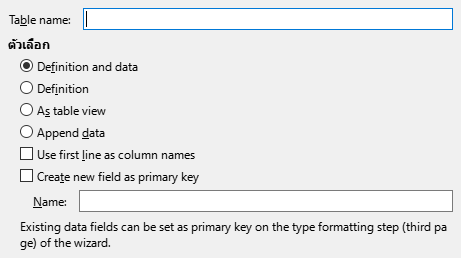 Table name:
ตัวเลือก
Definition and data
Definition
As table view
Append data
Use first line as column names
Create new field as primary key
Name:
Existing data fields can be set as primary key on the type formatting step (third pa
ge) of the wizard.